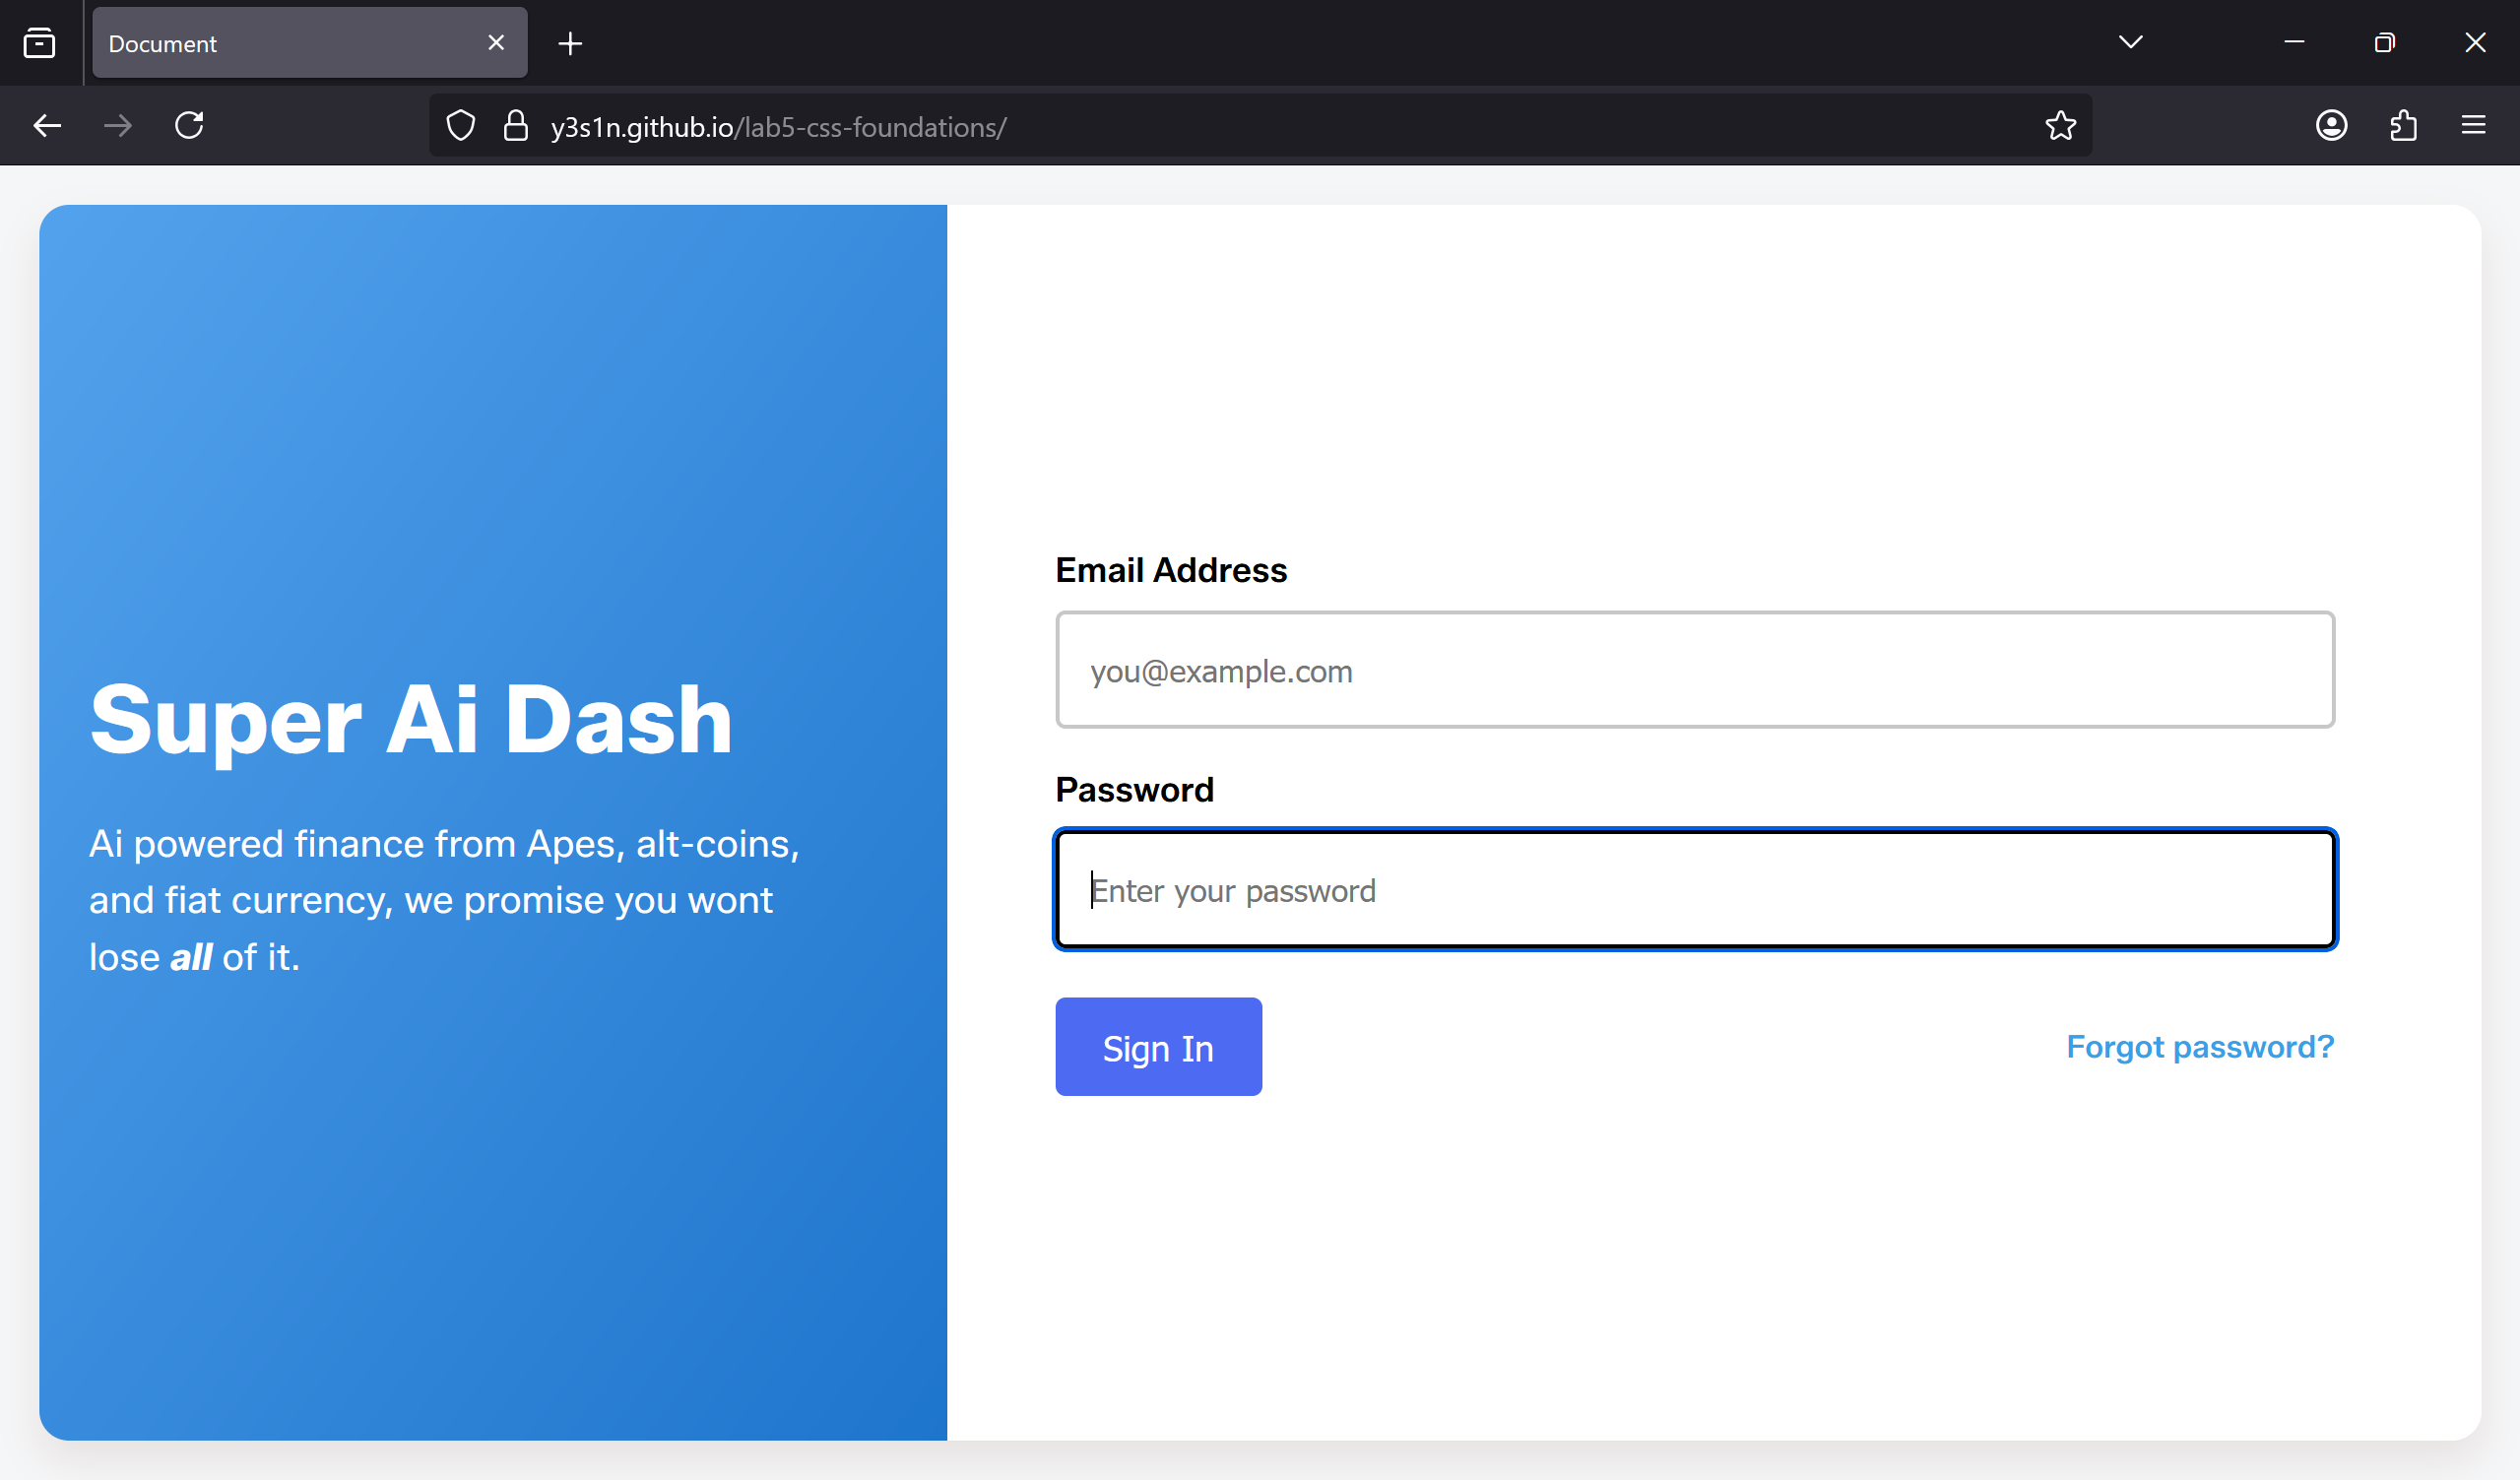 Document
y3s1n.github.io/lab5-css-foundations/
Super Ai Dash
Ai powered finance from Apes, alt-coins,
and fiat currency, we promise you wont
lose all of it.
Email Address
you@example.com
Password
Enter your password
Sign In
Forgot password?